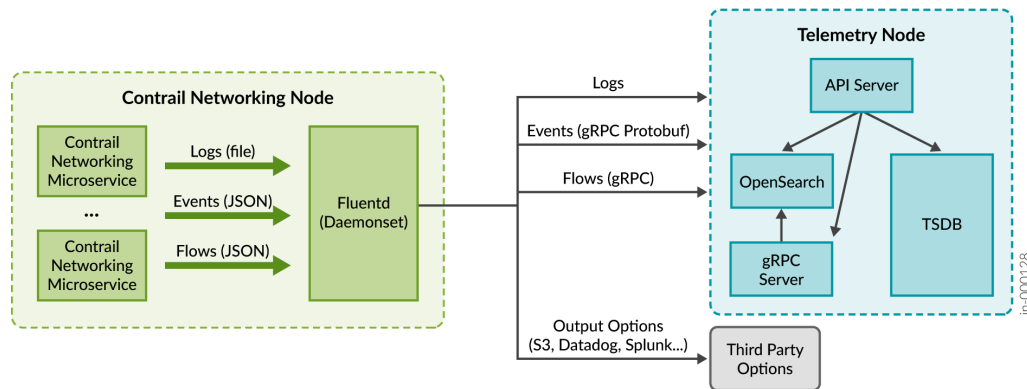 Contrail Networking Node
Contrail
Networking
Microservice
...
Contrail
Networking
Microservice
Logs (file)
Events (JSON)
Flows (JSON)
Fluentd
(Daemonset)
Logs
Events (gRPC Protobuf)
Flows (gRPC)
Output Options
(S3, Datadog, Splunk...)
Telemetry Node
API Server
OpenSearch
gRPC
Server
TSDB
Third Party
Options
jn-000128